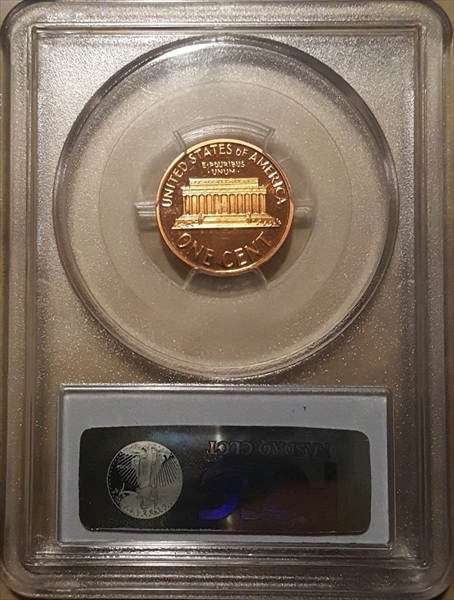 UNITED STATES OF AMERICA
E·PLURIBUS
·UNUM·
ONE CENT
NASDAQ:CLCT